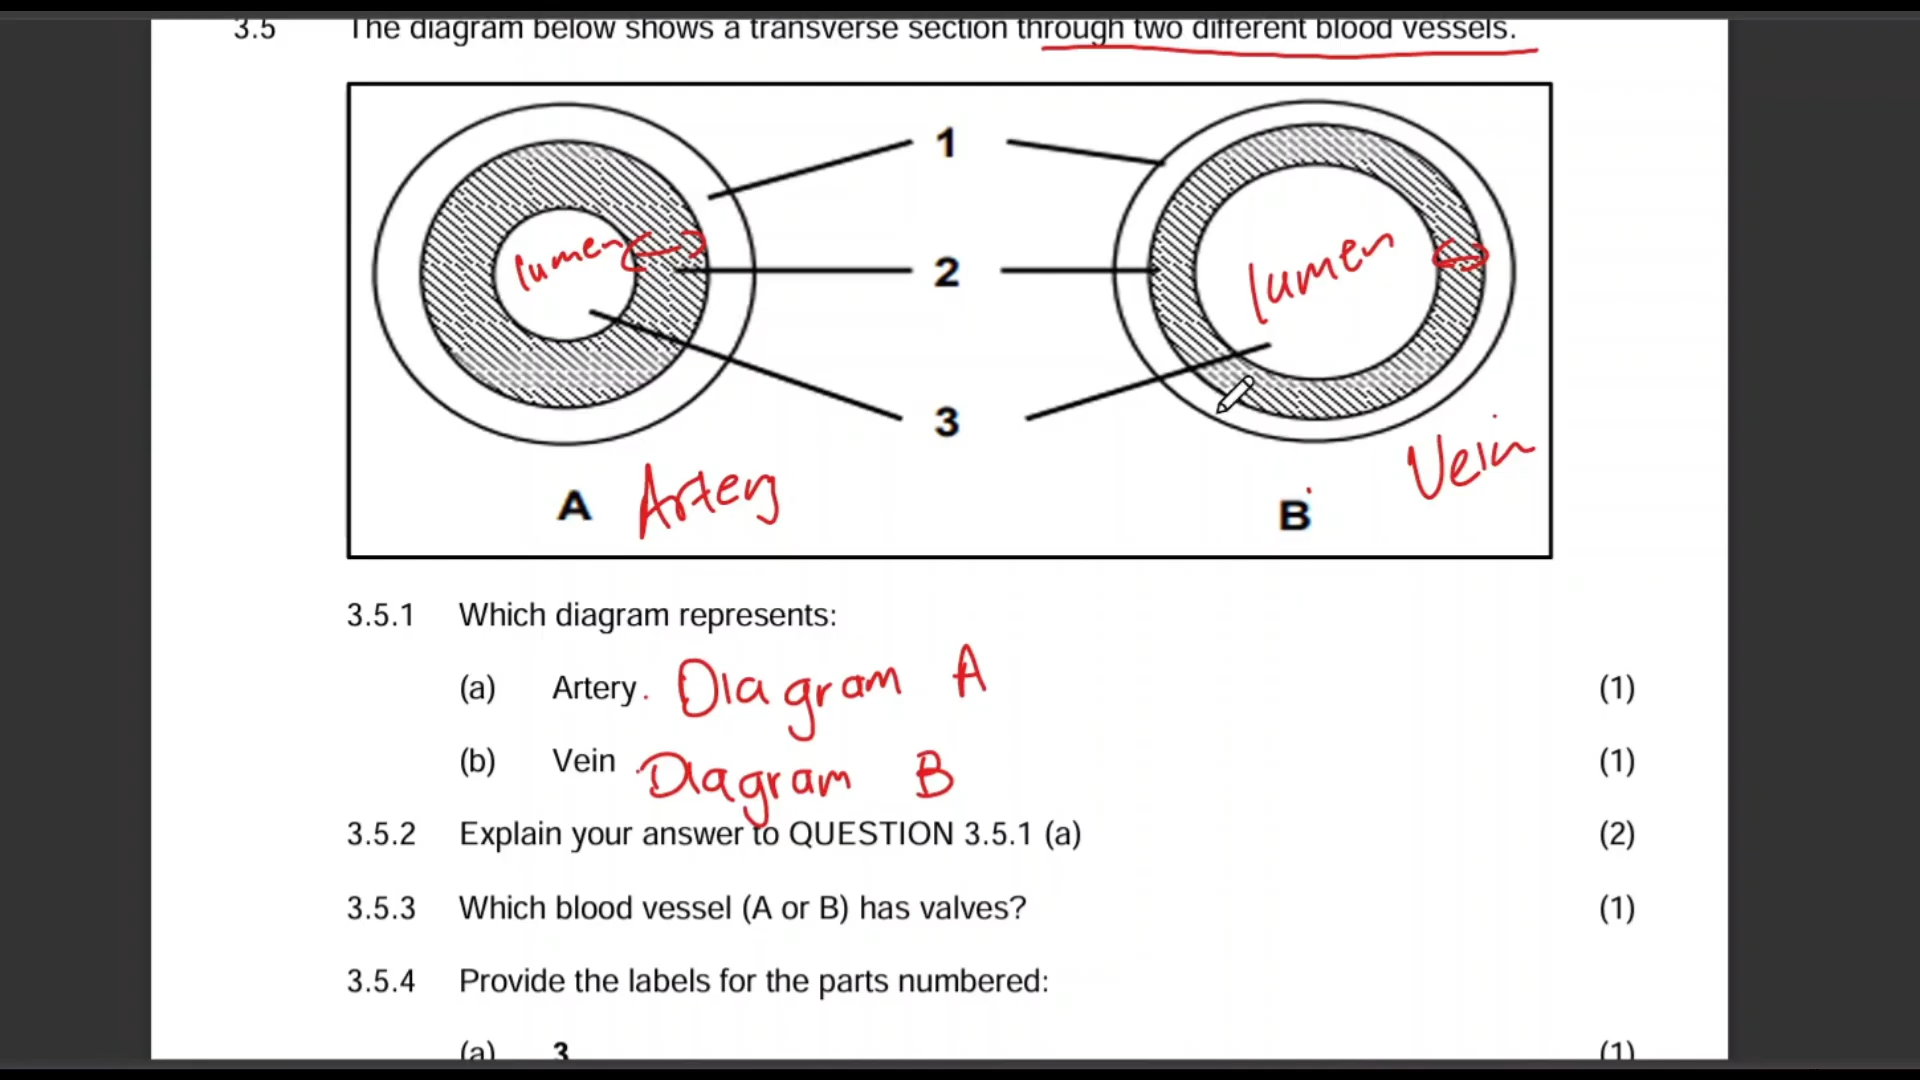 3.5 The diagram below shows a transverse section through two different blood vessels.
1
lumen
2
lumen
3
Vein
A Artery
B
3.5.1 Which diagram represents:
(a) Artery. Diagram A (1)
(b) Vein Diagram B (1)
3.5.2 Explain your answer to QUESTION 3.5.1 (a) (2)
3.5.3 Which blood vessel (A or B) has valves? (1)
3.5.4 Provide the labels for the parts numbered:
(a) 3 (1)